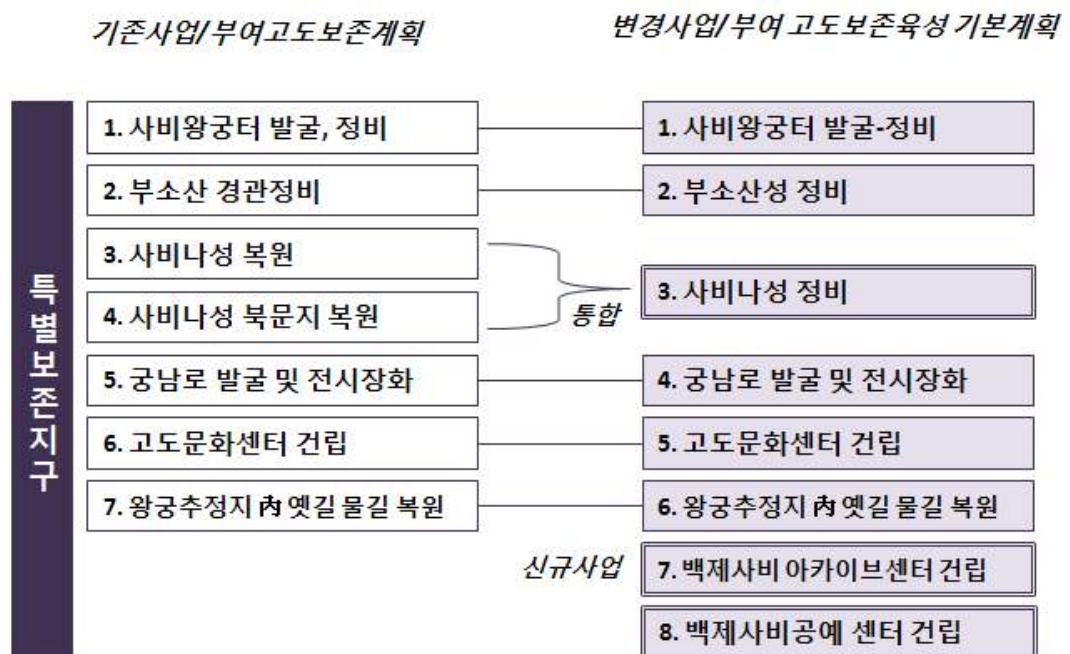 기존사업/부여고도보존계획
변경사업/부여 고도보존육성 기본계획
특별보존지구
1. 사비왕궁터 발굴, 정비
1. 사비왕궁터 발굴-정비
2. 부소산 경관정비
2. 부소산성 정비
3. 사비나성 복원
4. 사비나성 북문지 복원
통합
3. 사비나성 정비
5. 궁남로 발굴 및 전시장화
4. 궁남로 발굴 및 전시장화
6. 고도문화센터 건립
5. 고도문화센터 건립
7. 왕궁추정지 內 옛길 물길 복원
6. 왕궁추정지 內 옛길 물길 복원
신규사업
7. 백제사비 아카이브센터 건립
8. 백제사비공예 센터 건립